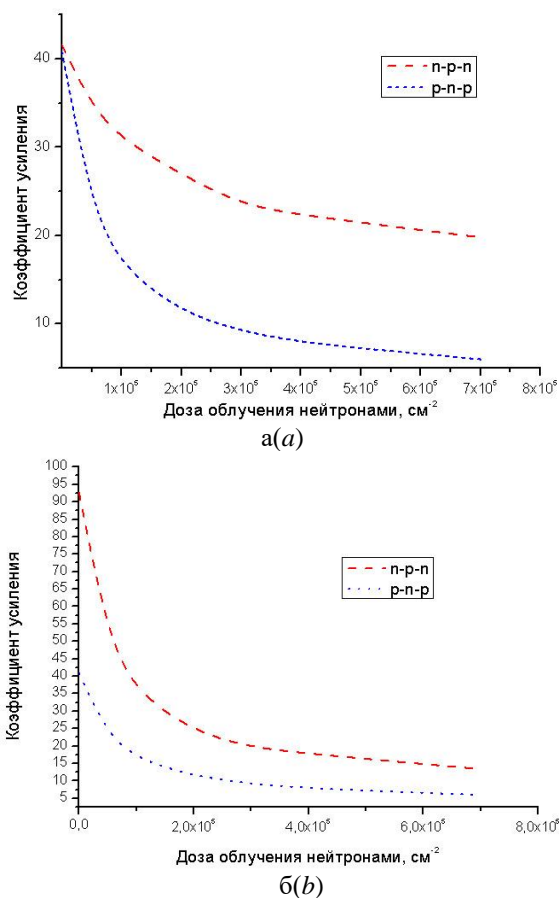 40
30
20
10
Коэффициент усиления
n-p-n
p-n-p
1x10⁵ 2x10⁵ 3x10⁵ 4x10⁵ 5x10⁵ 6x10⁵ 7x10⁵ 8x10⁵
Доза облучения нейтронами, см⁻²
а(a)
100
95
90
85
80
75
70
65
60
55
50
45
40
35
30
25
20
15
10
5
Коэффициент усиления
n-p-n
p-n-p
0,0 2,0x10⁵ 4,0x10⁵ 6,0x10⁵ 8,0x10⁵
Доза облучения нейтронами, см⁻²
б(b)